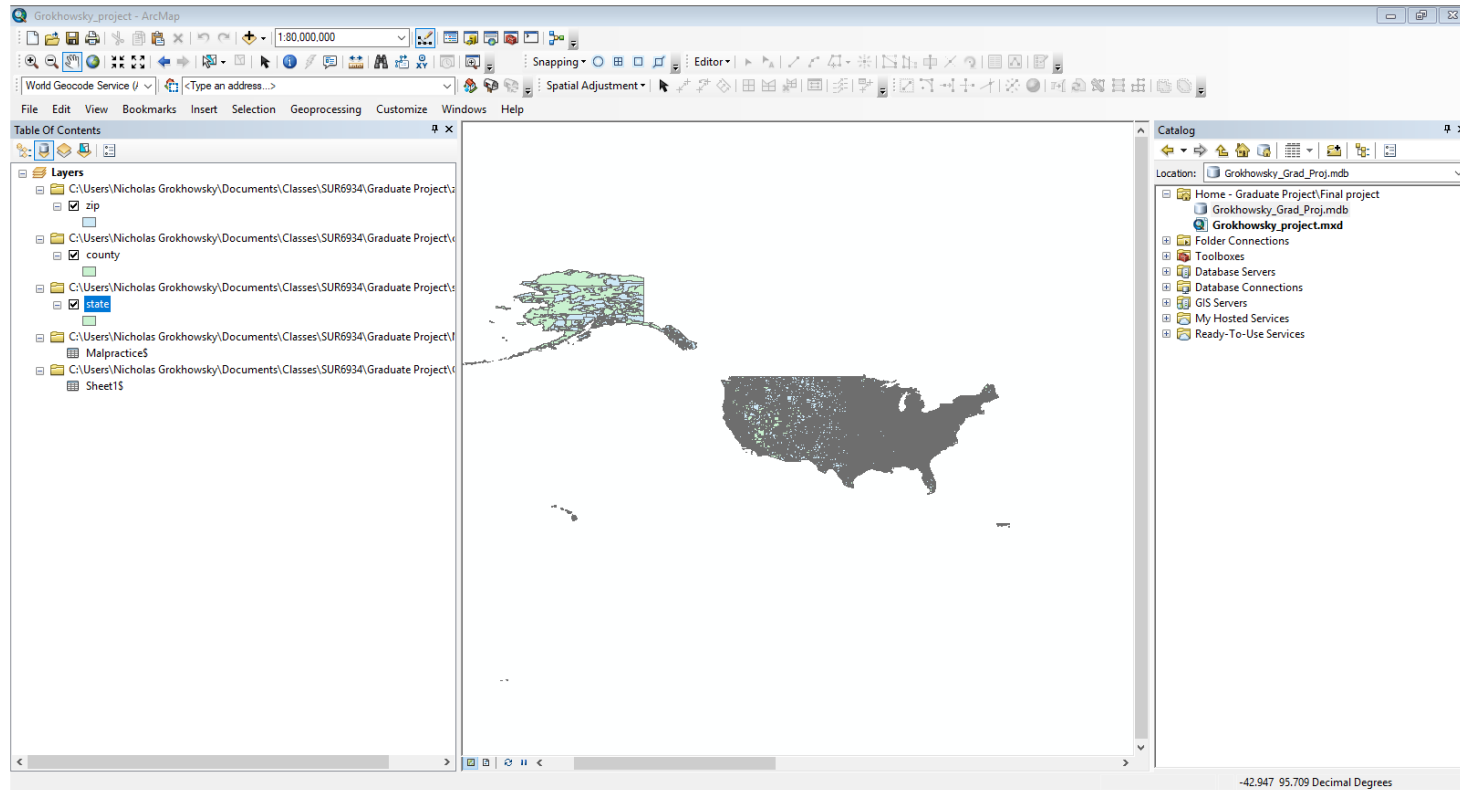 Grokhowsky_project - ArcMap
1:80,000,000
Snapping Editor
World Geocode Service (/ <Type an address...> Spatial Adjustment
File Edit View Bookmarks Insert Selection Geoprocessing Customize Windows Help
Table Of Contents
Layers
C:\Users\Nicholas Grokhowsky\Documents\Classes\SUR6934\Graduate Project\z
zip
C:\Users\Nicholas Grokhowsky\Documents\Classes\SUR6934\Graduate Project\c
county
C:\Users\Nicholas Grokhowsky\Documents\Classes\SUR6934\Graduate Project\s
state
C:\Users\Nicholas Grokhowsky\Documents\Classes\SUR6934\Graduate Project\
Malpractice$
C:\Users\Nicholas Grokhowsky\Documents\Classes\SUR6934\Graduate Project\
Sheet1$
Catalog
Location: Grokhowsky_Grad_Proj.mdb
Home - Graduate Project\Final project
Grokhowsky_Grad_Proj.mdb
Grokhowsky_project.mxd
Folder Connections
Toolboxes
Database Servers
Database Connections
GIS Servers
My Hosted Services
Ready-To-Use Services
-42.947 95.709 Decimal Degrees